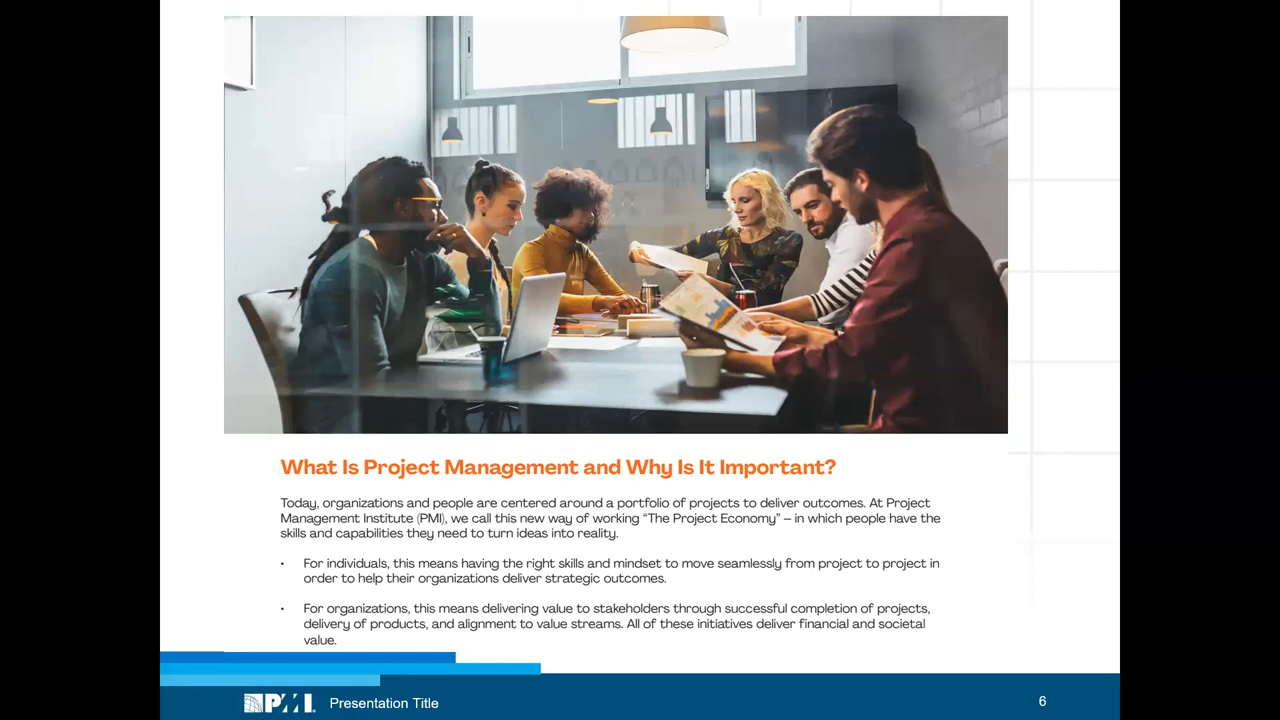 What Is Project Management and Why Is It Important?
Today, organizations and people are centered around a portfolio of projects to deliver outcomes. At Project
Management Institute (PMI), we call this new way of working “The Project Economy” – in which people have the
skills and capabilities they need to turn ideas into reality.
• For individuals, this means having the right skills and mindset to move seamlessly from project to project in
order to help their organizations deliver strategic outcomes.
• For organizations, this means delivering value to stakeholders through successful completion of projects,
delivery of products, and alignment to value streams. All of these initiatives deliver financial and societal
value.
PMI. Presentation Title 6